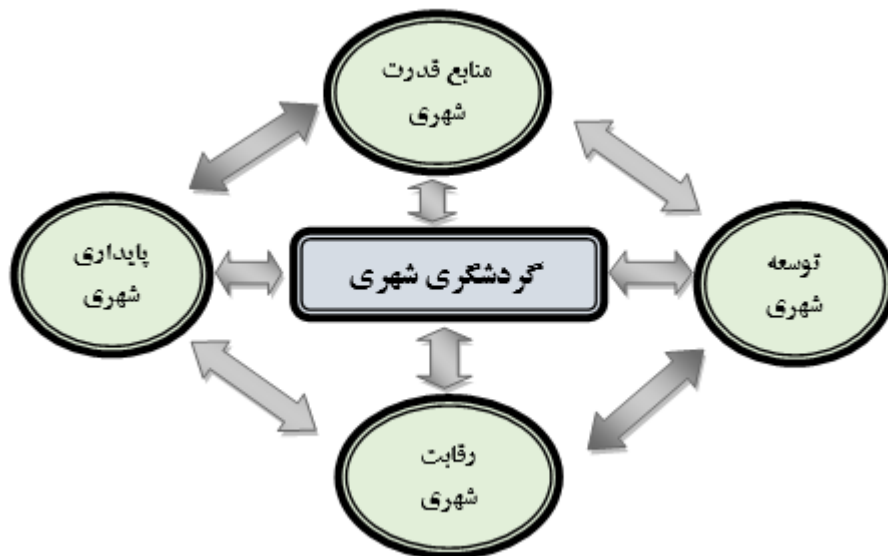 منابع قدرت
شهری
پایداری
شهری
گردشگری شهری
توسعه
شهری
رقابت
شهری